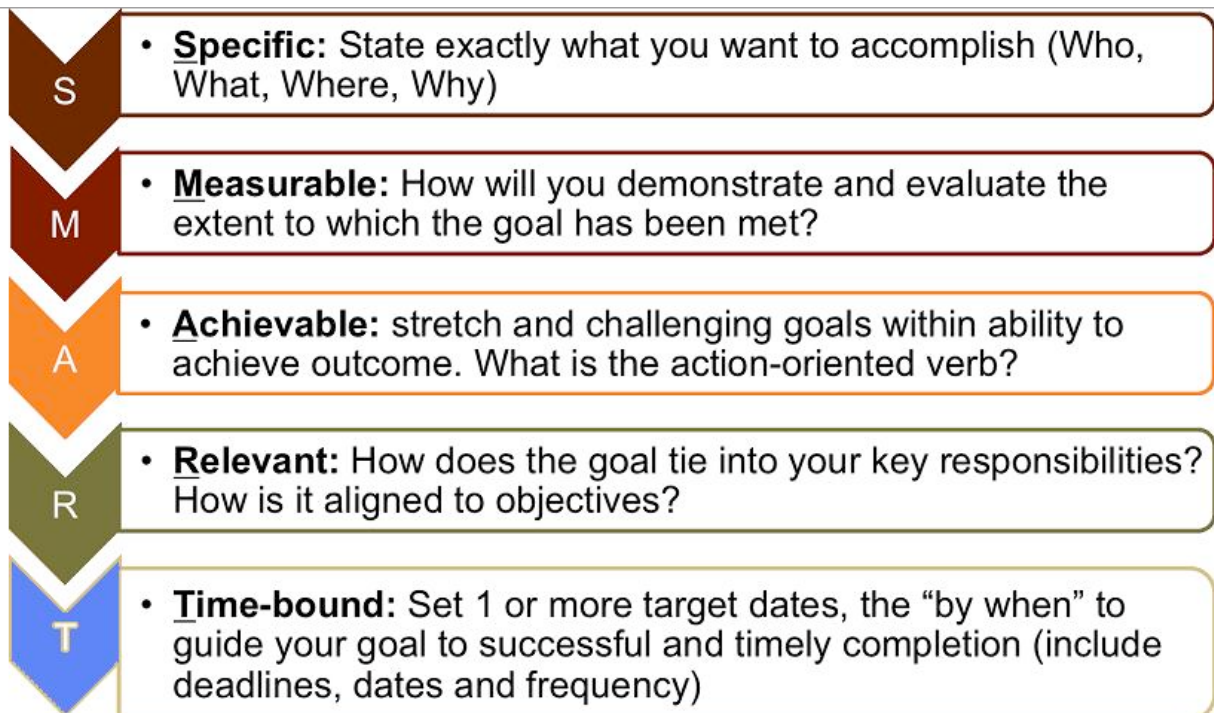 S
• Specific: State exactly what you want to accomplish (Who,
What, Where, Why)
M
• Measurable: How will you demonstrate and evaluate the
extent to which the goal has been met?
A
• Achievable: stretch and challenging goals within ability to
achieve outcome. What is the action-oriented verb?
R
• Relevant: How does the goal tie into your key responsibilities?
How is it aligned to objectives?
T
• Time-bound: Set 1 or more target dates, the “by when” to
guide your goal to successful and timely completion (include
deadlines, dates and frequency)